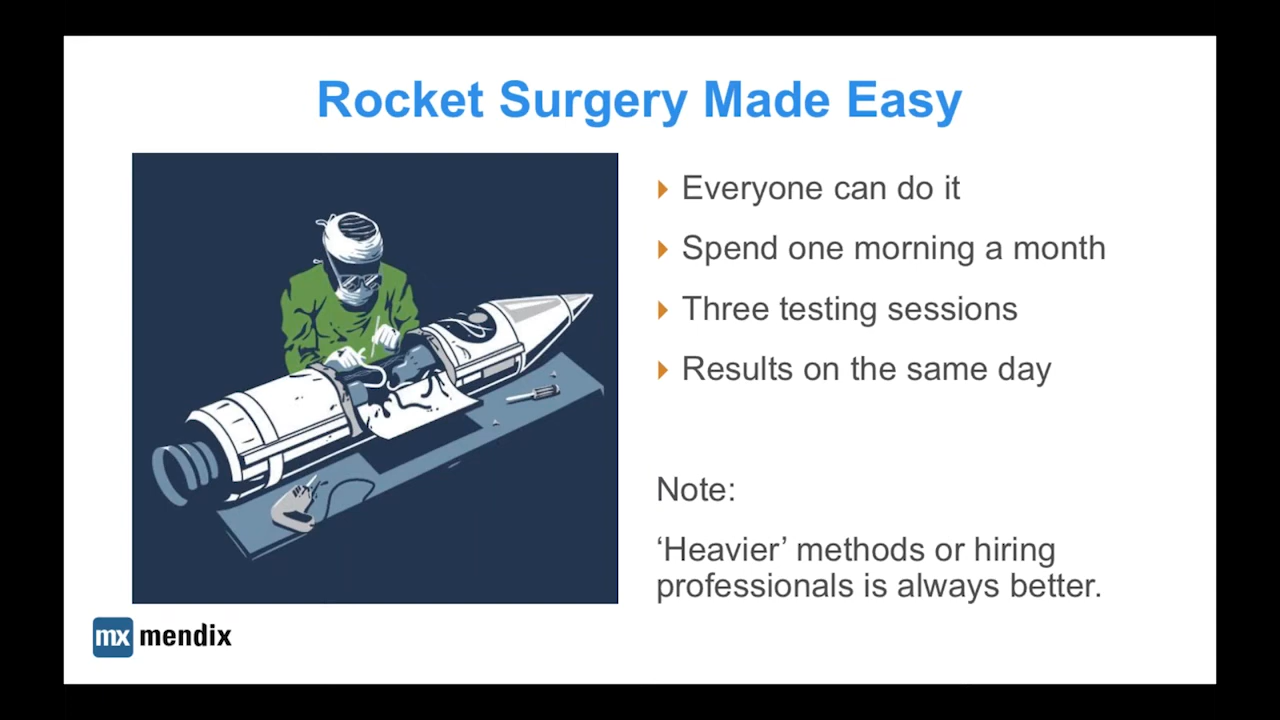 Rocket Surgery Made Easy
Everyone can do it
Spend one morning a month
Three testing sessions
Results on the same day
Note:
‘Heavier’ methods or hiring
professionals is always better.
mx mendix